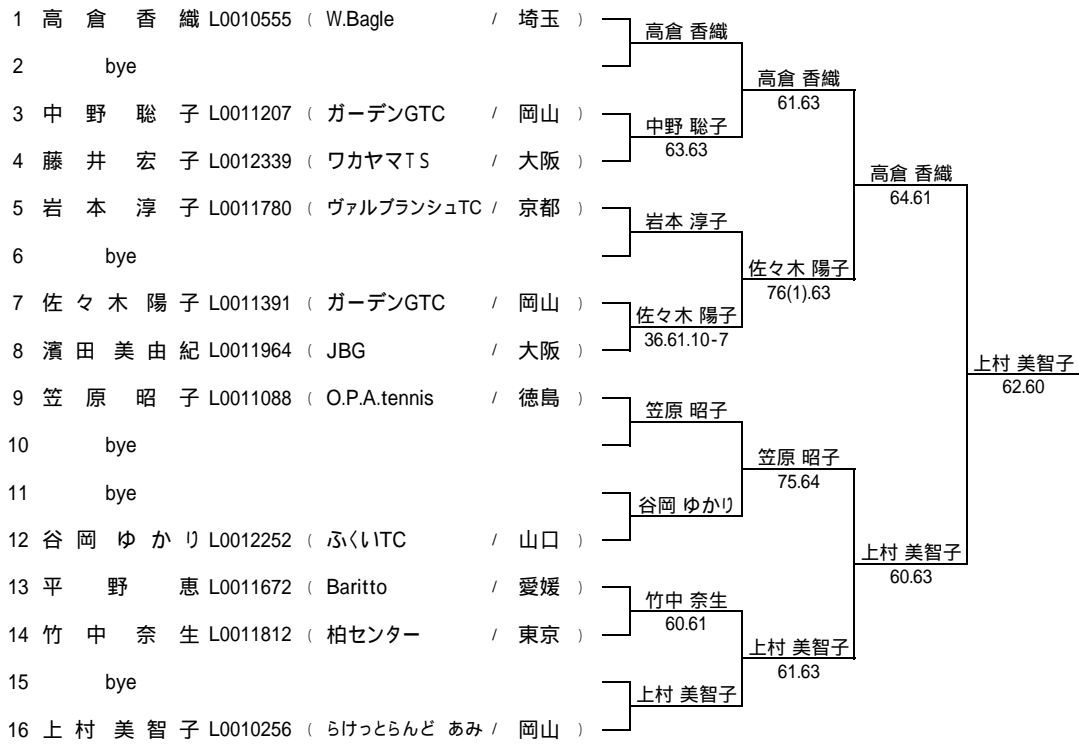 1 高 倉 香 織 L0010555 ( W.Bagle / 埼玉 )
高倉 香織
2 bye
高倉 香織
61.63
3 中 野 聡 子 L0011207 ( ガーデンGTC / 岡山 )
中野 聡子
63.63
4 藤 井 宏 子 L0012339 ( ワカヤマTS / 大阪 )
高倉 香織
64.61
5 岩 本 淳 子 L0011780 ( ヴァルブランシュTC / 京都 )
岩本 淳子
6 bye
佐々木 陽子
76(1).63
7 佐 々 木 陽 子 L0011391 ( ガーデンGTC / 岡山 )
佐々木 陽子
36.61.10-7
8 濱 田 美 由 紀 L0011964 ( JBG / 大阪 )
上村 美智子
62.60
9 笠 原 昭 子 L0011088 ( O.P.A.tennis / 徳島 )
笠原 昭子
10 bye
笠原 昭子
75.64
11 bye
谷岡 ゆかり
12 谷 岡 ゆ か り L0012252 ( ふくいTC / 山口 )
上村 美智子
60.63
13 平 野 恵 L0011672 ( Baritto / 愛媛 )
竹中 奈生
60.61
14 竹 中 奈 生 L0011812 ( 柏センター / 東京 )
上村 美智子
61.63
15 bye
上村 美智子
16 上 村 美 智 子 L0010256 ( らけっとらんど あみ / 岡山 )